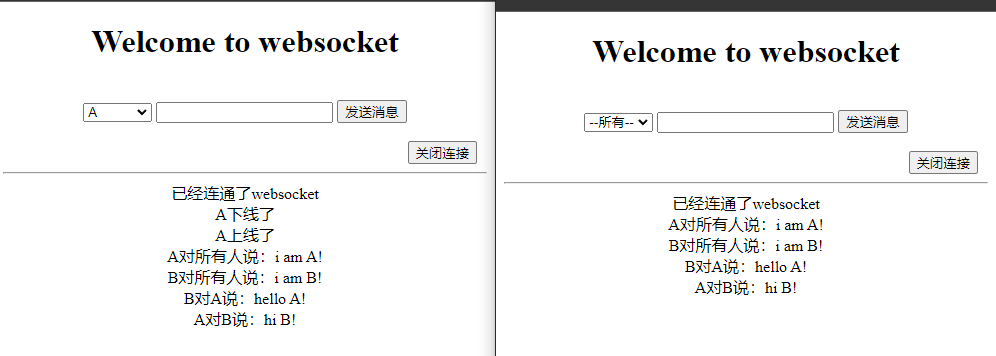 Welcome to websocket
A
发送消息
关闭连接
已经连通了websocket
A下线了
A上线了
A对所有人说：i am A!
B对所有人说：i am B!
B对A说：hello A!
A对B说：hi B!
Welcome to websocket
--所有--
发送消息
关闭连接
已经连通了websocket
A对所有人说：i am A!
B对所有人说：i am B!
B对A说：hello A!
A对B说：hi B!